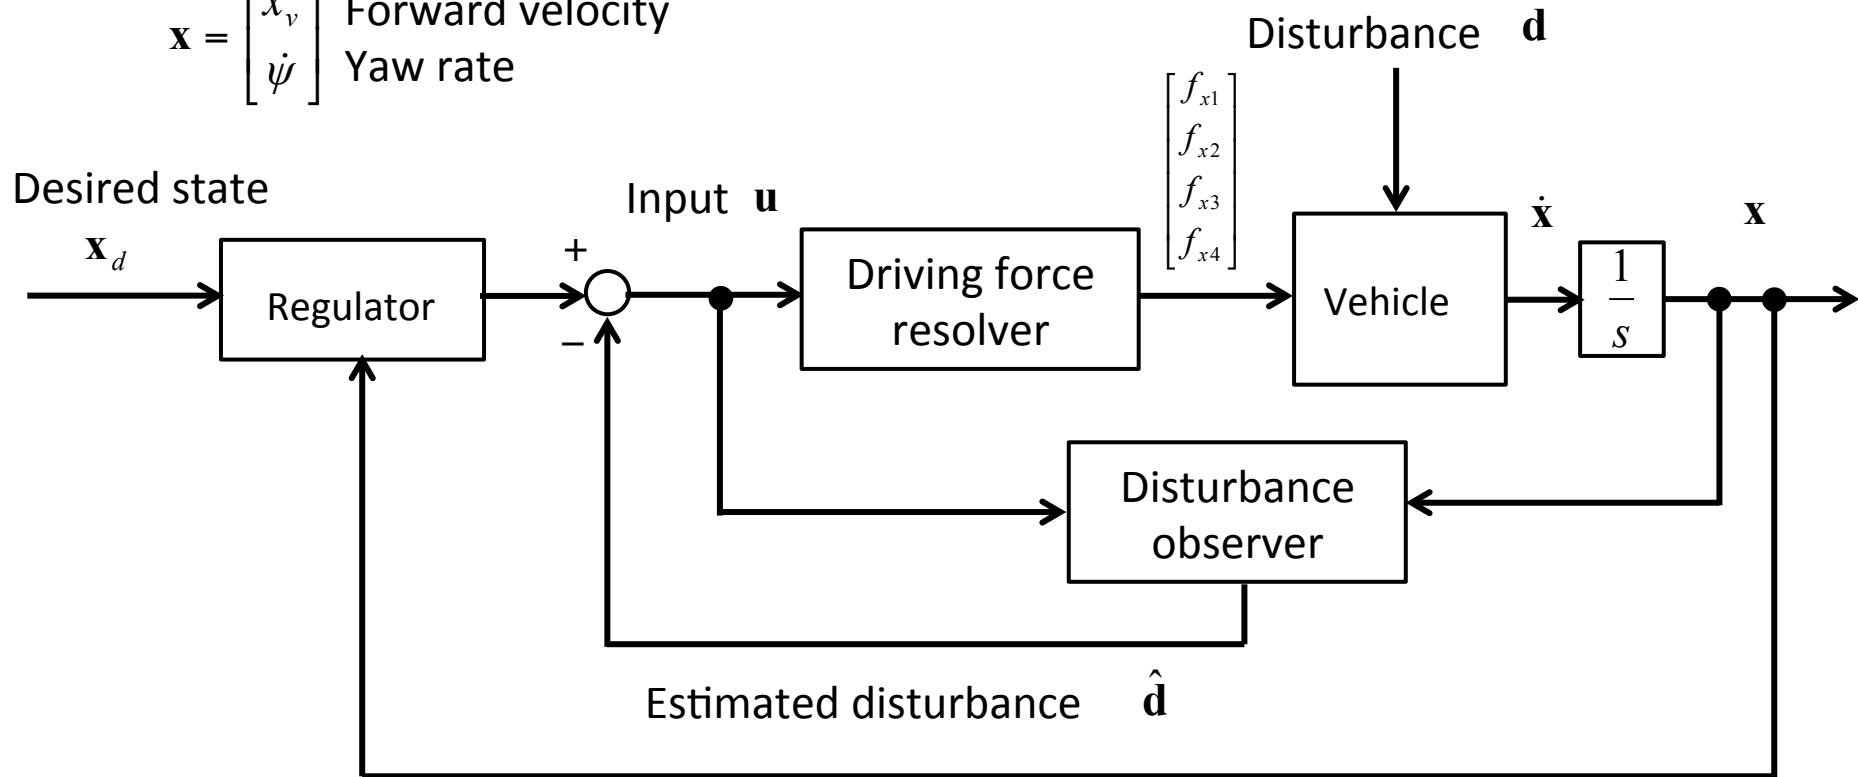 x = [ẋ_v Forward velocity
ψ̇] Yaw rate
Disturbance d
f_x1
f_x2
f_x3
f_x4
Desired state
x_d
Input u
ẋ
x
+
−
Regulator
Driving force
resolver
Vehicle
1
s
Disturbance
observer
Estimated disturbance d̂